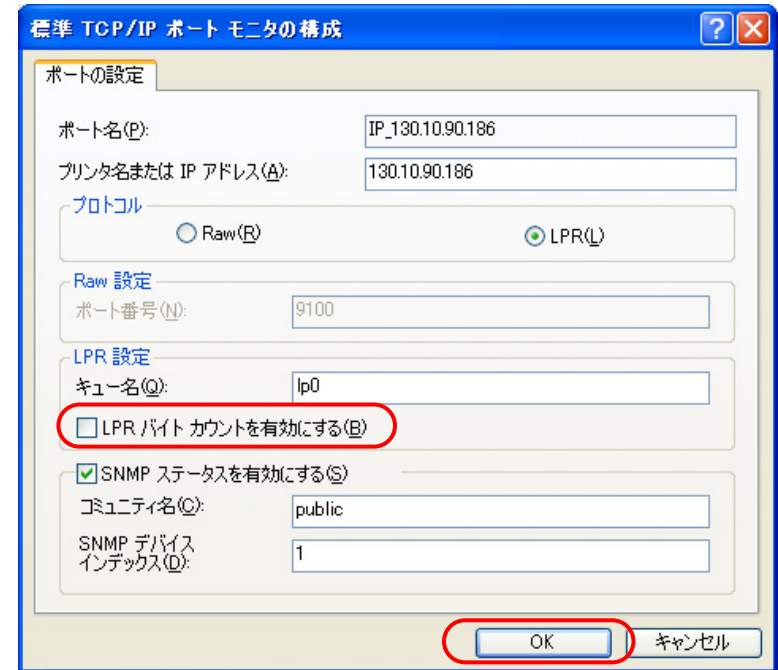 標準 TCP/IP ポート モニタの構成
ポートの設定
ポート名(P):
IP_130.10.90.186
プリンタ名または IP アドレス(A):
130.10.90.186
プロトコル
Raw(R)
LPR(L)
Raw 設定
ポート番号(N):
9100
LPR 設定
キュー名(Q):
lp0
LPR バイト カウントを有効にする(B)
SNMP ステータスを有効にする(S)
コミュニティ名(C):
public
SNMP デバイス
インデックス(D):
1
OK
キャンセル